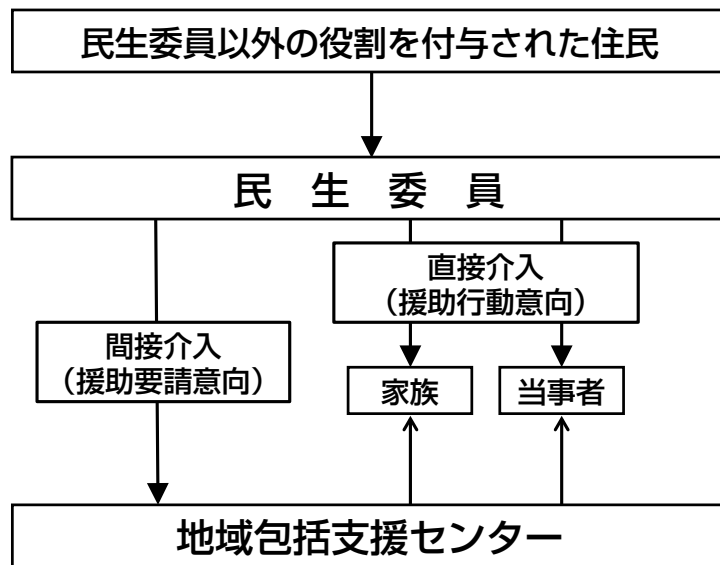 民生委員以外の役割を付与された住民
民　生　委　員
直接介入
（援助行動意向）
間接介入
（援助要請意向）
家族
当事者
地域包括支援センター